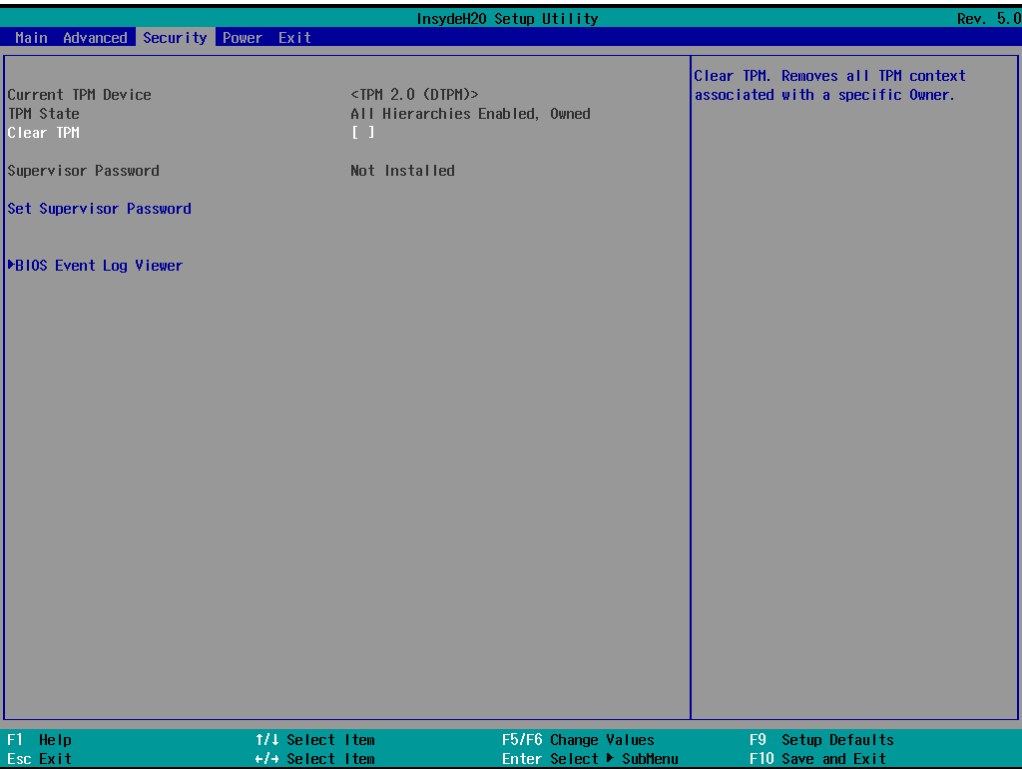 InsydeH20 Setup Utility Rev. 5.0
Main Advanced Security Power Exit
Current TPM Device <TPM 2.0 (DTPM)>
TPM State All Hierarchies Enabled, Owned
Clear TPM [ ]
Supervisor Password Not Installed
Set Supervisor Password
▶BIOS Event Log Viewer
Clear TPM. Removes all TPM context
associated with a specific Owner.
F1 Help ↑/↓ Select Item F5/F6 Change Values F9 Setup Defaults
Esc Exit ←/→ Select Item Enter Select ▶ SubMenu F10 Save and Exit